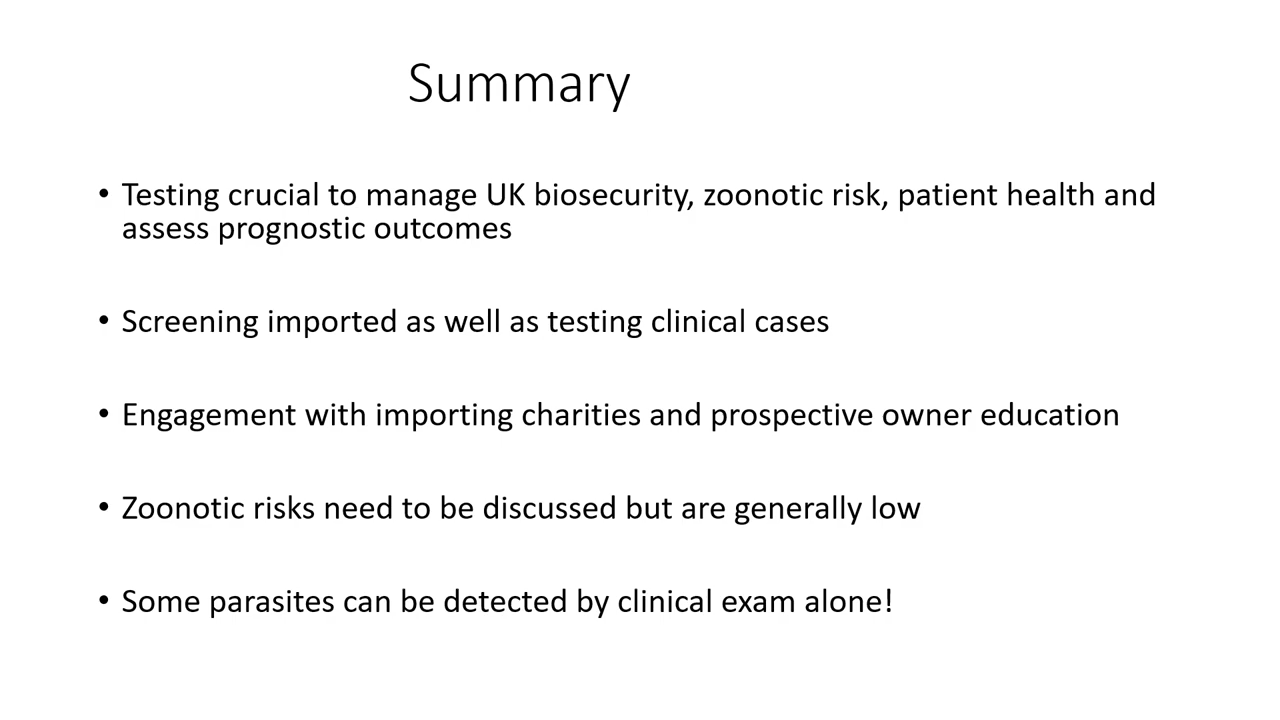 Summary
• Testing crucial to manage UK biosecurity, zoonotic risk, patient health and
assess prognostic outcomes
• Screening imported as well as testing clinical cases
• Engagement with importing charities and prospective owner education
• Zoonotic risks need to be discussed but are generally low
• Some parasites can be detected by clinical exam alone!